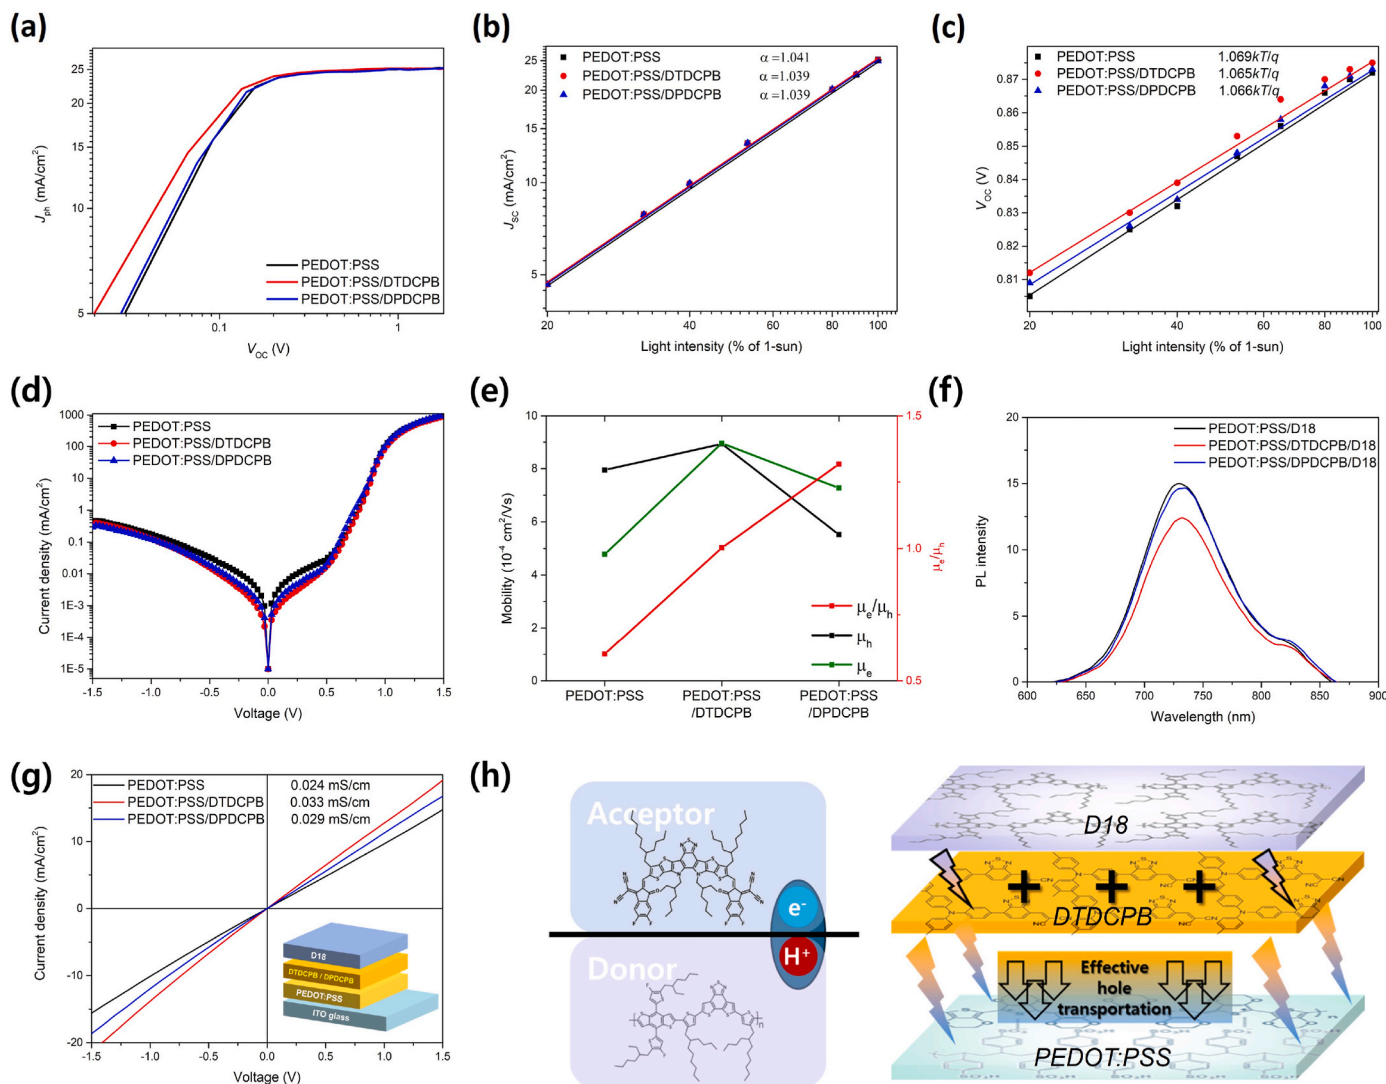 (a)
25
20
15
10
5
0.1
1
J_ph (mA/cm²)
V_OC (V)
PEDOT:PSS
PEDOT:PSS/DTDCPB
PEDOT:PSS/DPDCPB
(b)
PEDOT:PSS α=1.041
PEDOT:PSS/DTDCPB α=1.039
PEDOT:PSS/DPDCPB α=1.039
25
20
15
10
5
20 40 60 80 100
J_SC (mA/cm²)
Light intensity (% of 1-sun)
(c)
PEDOT:PSS 1.069kT/q
PEDOT:PSS/DTDCPB 1.065kT/q
PEDOT:PSS/DPDCPB 1.066kT/q
0.87
0.86
0.85
0.84
0.83
0.82
0.81
20 40 60 80 100
V_OC (V)
Light intensity (% of 1-sun)
(d)
PEDOT:PSS
PEDOT:PSS/DTDCPB
PEDOT:PSS/DPDCPB
1000
100
10
1
0.1
0.01
1E-3
1E-4
1E-5
-1.5 -1.0 -0.5 0.0 0.5 1.0 1.5
Current density (mA/cm²)
Voltage (V)
(e)
10
8
6
4
2
0
1.5
1.0
0.5
Mobility (10⁻⁴ cm²/Vs)
μ_e/μ_h
μ_e/μ_h
μ_h
μ_e
PEDOT:PSS
PEDOT:PSS
/DTDCPB
PEDOT:PSS
/DPDCPB
(f)
PEDOT:PSS/D18
PEDOT:PSS/DTDCPB/D18
PEDOT:PSS/DPDCPB/D18
20
15
10
5
0
600 650 700 750 800 850 900
PL intensity
Wavelength (nm)
(g)
PEDOT:PSS 0.024 mS/cm
PEDOT:PSS/DTDCPB 0.033 mS/cm
PEDOT:PSS/DPDCPB 0.029 mS/cm
20
10
0
-10
-20
-1.5 -1.0 -0.5 0.0 0.5 1.0 1.5
Current density (mA/cm²)
Voltage (V)
D18
DTDCPB / DPDCPB
PEDOT:PSS
ITO glass
(h)
Acceptor
e⁻
H⁺
Donor
D18
+ + +
DTDCPB
Effective
hole
transportation
PEDOT:PSS